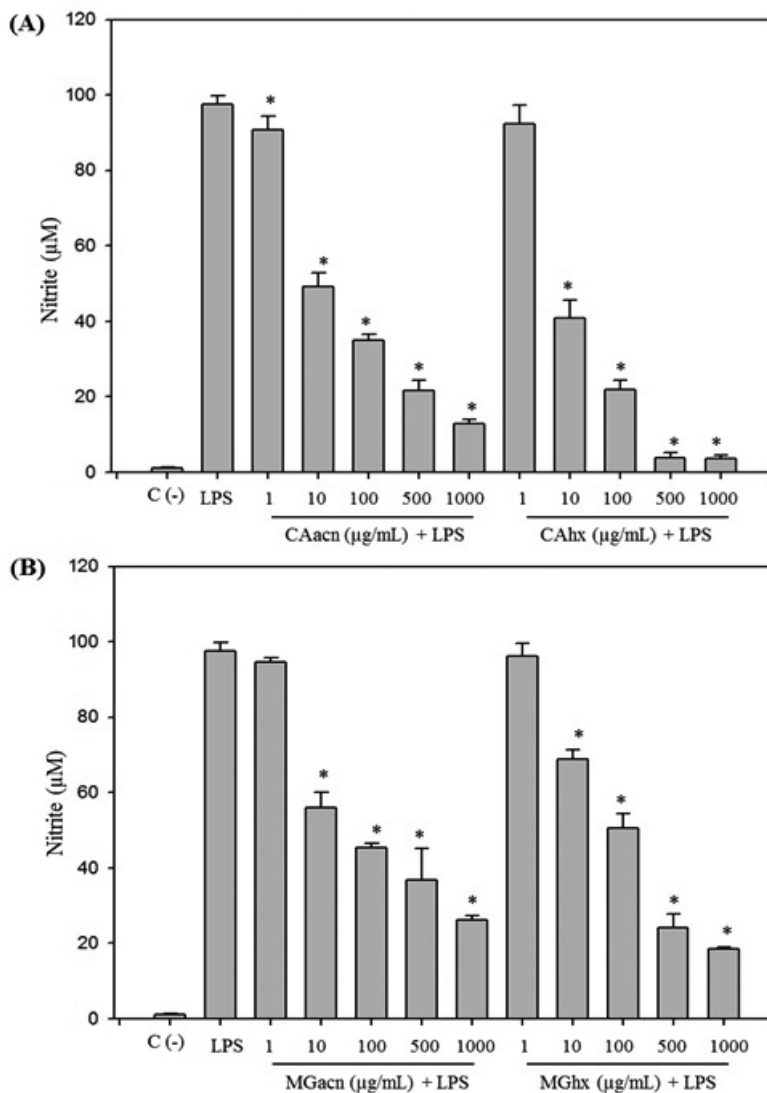 (A)
120
100
80
60
40
20
0
Nitrite (µM)
* * * * * * * * *
C (-) LPS 1 10 100 500 1000 1 10 100 500 1000
CAacn (µg/mL) + LPS CAhx (µg/mL) + LPS
(B)
120
100
80
60
40
20
0
Nitrite (µM)
* * * * * * * *
C (-) LPS 1 10 100 500 1000 1 10 100 500 1000
MGacn (µg/mL) + LPS MGhx (µg/mL) + LPS